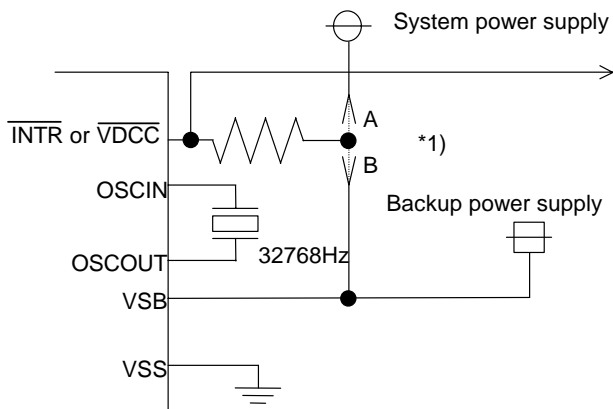 System power supply
A
INTR or VDCC
*1)
B
OSCIN
Backup power supply
OSCOUT
32768Hz
VSB
VSS